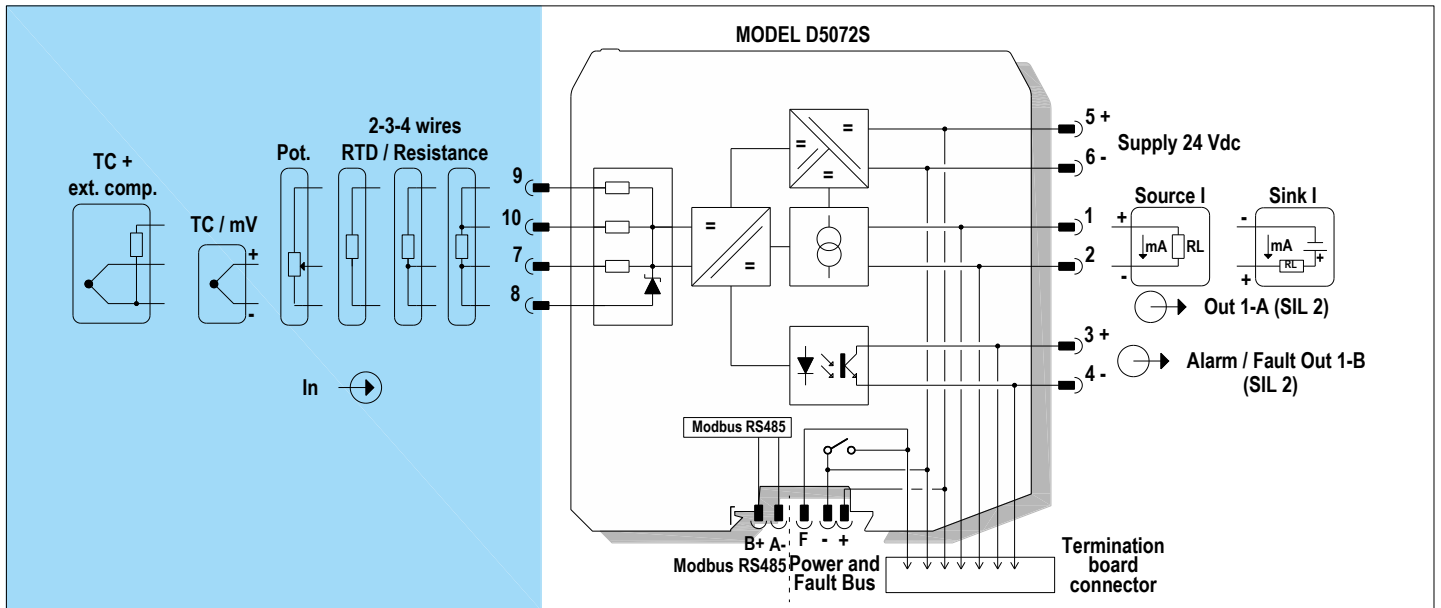 MODEL D5072S
2-3-4 wires
RTD / Resistance
Pot.
TC +
ext. comp.
TC / mV
+
-
9
10
7
8
In
=
=
=
=
=
5 +
Supply 24 Vdc
6 -
1
2
Source I
+
mA
RL
-
Sink I
-
mA
+
RL
+
Out 1-A (SIL 2)
3 +
Alarm / Fault Out 1-B
(SIL 2)
4 -
Modbus RS485
B+ A-
Modbus RS485
F - +
Power and
Fault Bus
Termination
board
connector